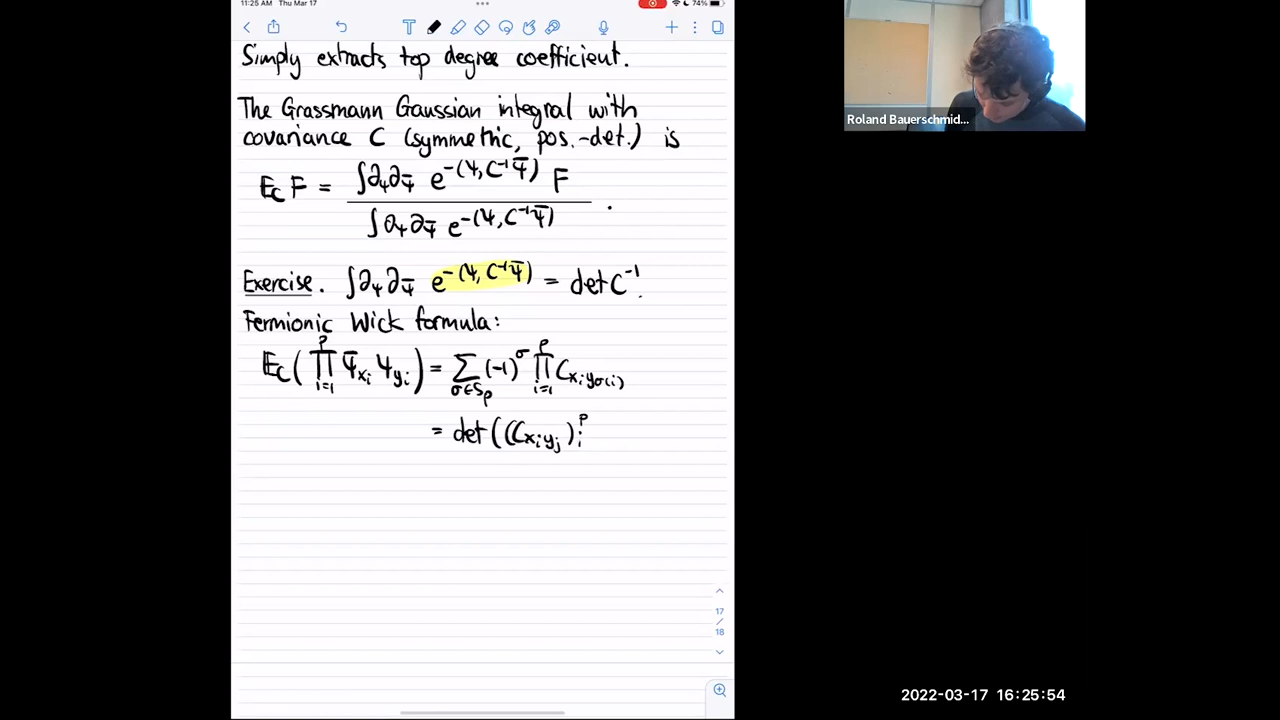 11:25 AM Thu Mar 17
74%
Simply extracts top degree coefficient.
The Grassmann Gaussian integral with
covariance C (symmetric, pos.-det.) is
E_C F = ∫∂_ψ ∂_ψ̄ e^{-(ψ, C^{-1}ψ̄)} F / ∫∂_ψ ∂_ψ̄ e^{-(ψ, C^{-1}ψ̄)} .
Exercise. ∫∂_ψ ∂_ψ̄ e^{-(ψ, C^{-1}ψ̄)} = det C^{-1}.
Fermionic Wick formula:
E_C(∏_{i=1}^p ψ̄_{x_i} ψ_{y_i}) = ∑_{σ∈S_p} (-1)^σ ∏_{i=1}^p C_{x_i y_{σ(i)}}
= det((C_{x_i y_j})_i^p
17
/
18
Roland Bauerschmid...
2022-03-17 16:25:54